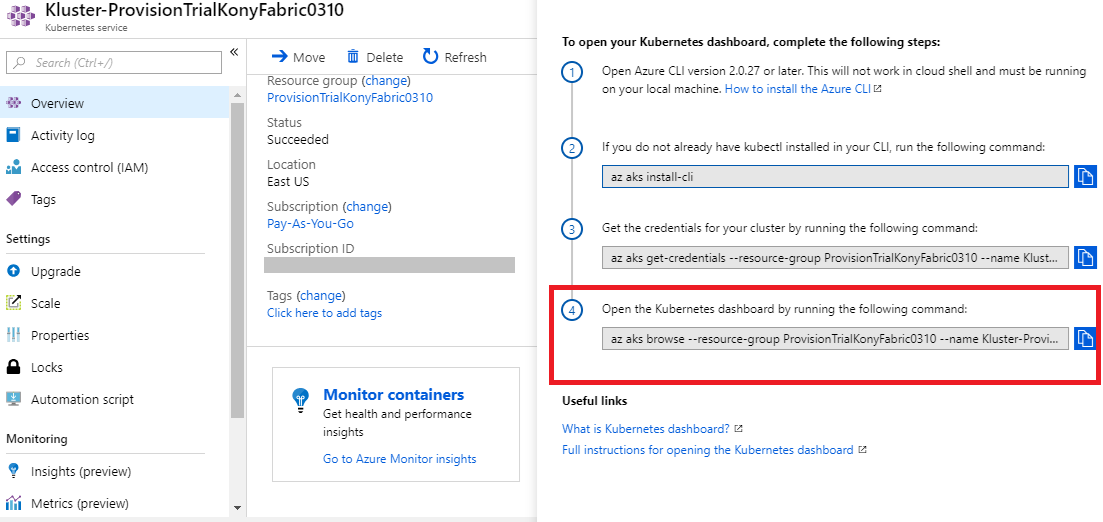 Kluster-ProvisionTrialKonyFabric0310
Kubernetes service
Search (Ctrl+/)
«
Overview
Activity log
Access control (IAM)
Tags
Settings
Upgrade
Scale
Properties
Locks
Automation script
Monitoring
Insights (preview)
Metrics (preview)
Move Delete Refresh
Resource group (change)
ProvisionTrialKonyFabric0310
Status
Succeeded
Location
East US
Subscription (change)
Pay-As-You-Go
Subscription ID
Tags (change)
Click here to add tags
Monitor containers
Get health and performance
insights
Go to Azure Monitor insights
To open your Kubernetes dashboard, complete the following steps:
1 Open Azure CLI version 2.0.27 or later. This will not work in cloud shell and must be running
on your local machine. How to install the Azure CLI
2 If you do not already have kubectl installed in your CLI, run the following command:
az aks install-cli
3 Get the credentials for your cluster by running the following command:
az aks get-credentials --resource-group ProvisionTrialKonyFabric0310 --name Klust...
4 Open the Kubernetes dashboard by running the following command:
az aks browse --resource-group ProvisionTrialKonyFabric0310 --name Kluster-Provi...
Useful links
What is Kubernetes dashboard?
Full instructions for opening the Kubernetes dashboard